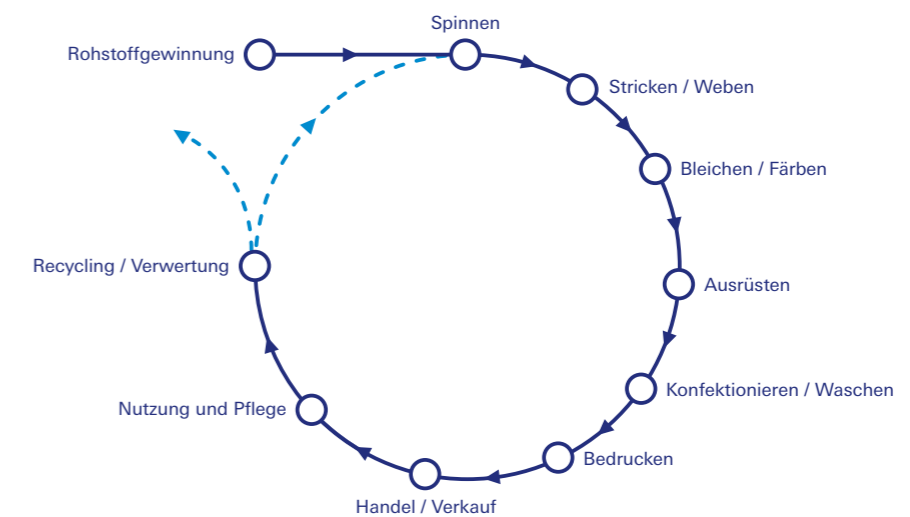 Spinnen
Rohstoffgewinnung
Stricken / Weben
Bleichen / Färben
Ausrüsten
Konfektionieren / Waschen
Bedrucken
Handel / Verkauf
Nutzung und Pflege
Recycling / Verwertung